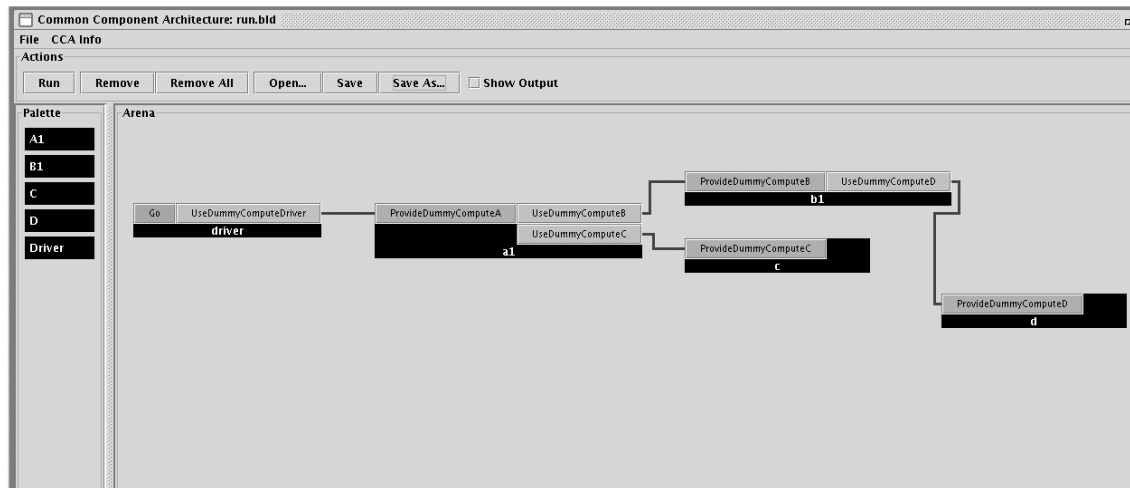 Common Component Architecture: run.bld
File CCA Info
Actions
Run Remove Remove All Open... Save Save As... Show Output
Palette
A1
B1
C
D
Driver
Arena
Go UseDummyComputeDriver
driver
ProvideDummyComputeA UseDummyComputeB
UseDummyComputeC
a1
ProvideDummyComputeB UseDummyComputeD
b1
ProvideDummyComputeC
c
ProvideDummyComputeD
d